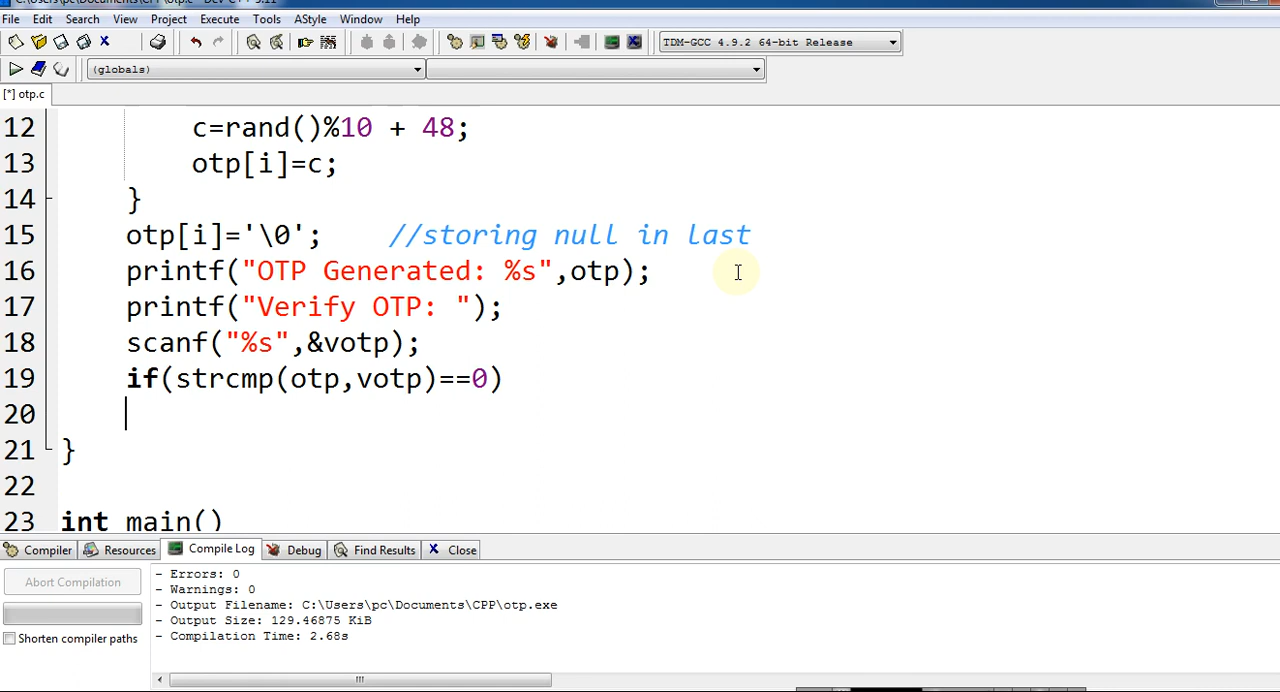 File Edit Search View Project Execute Tools AStyle Window Help
TDM-GCC 4.9.2 64-bit Release
(globals)
[*] otp.c
12 c=rand()%10 + 48;
13 otp[i]=c;
14 }
15 otp[i]='\0'; //storing null in last
16 printf("OTP Generated: %s",otp);
17 printf("Verify OTP: ");
18 scanf("%s",&votp);
19 if(strcmp(otp,votp)==0)
20
21 }
22
23 int main()
Compiler Resources Compile Log Debug Find Results Close
Abort Compilation
Shorten compiler paths
- Errors: 0
- Warnings: 0
- Output Filename: C:\Users\pc\Documents\CPP\otp.exe
- Output Size: 129.46875 KiB
- Compilation Time: 2.68s